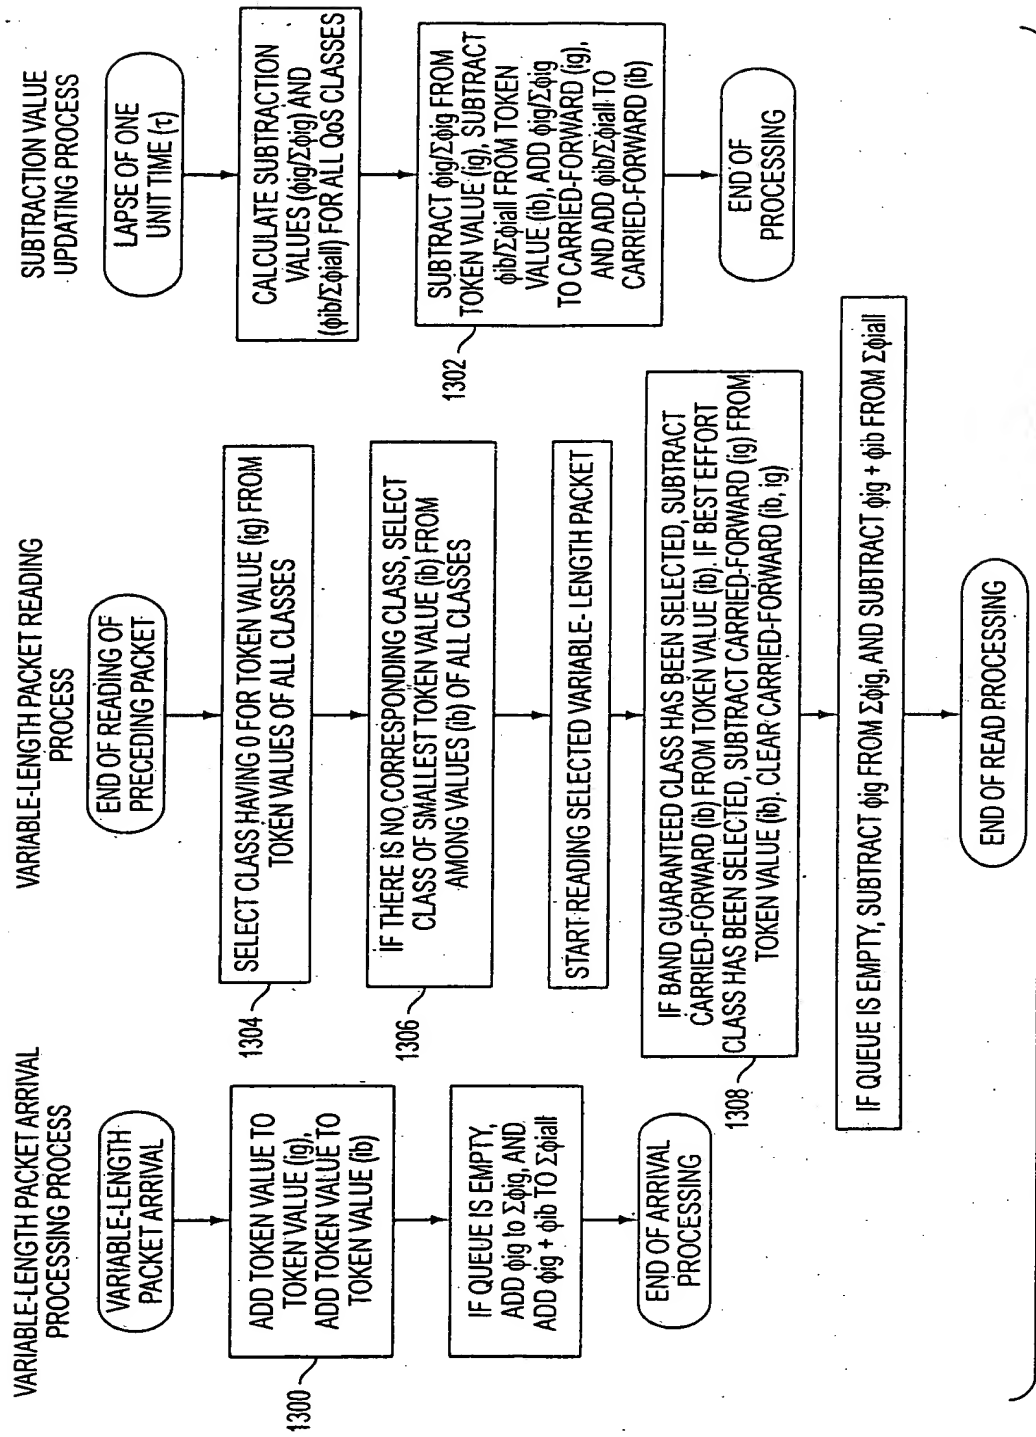 VARIABLE-LENGTH PACKET ARRIVAL
PROCESSING PROCESS
VARIABLE-LENGTH
PACKET ARRIVAL
ADD TOKEN VALUE TO
TOKEN VALUE (ig),
ADD TOKEN VALUE TO
TOKEN VALUE (ib)
1300
IF QUEUE IS EMPTY,
ADD ϕig to Σϕig, AND
ADD ϕig + ϕib TO Σϕiall
END OF ARRIVAL
PROCESSING
VARIABLE-LENGTH PACKET READING
PROCESS
END OF READING OF
PRECEDING PACKET
SELECT CLASS HAVING 0 FOR TOKEN VALUE (ig) FROM
TOKEN VALUES OF ALL CLASSES
1304
IF THERE IS NO CORRESPONDING CLASS, SELECT
CLASS OF SMALLEST TOKEN VALUE (ib) FROM
AMONG VALUES (ib) OF ALL CLASSES
1306
START READING SELECTED VARIABLE- LENGTH PACKET
IF BAND GUARANTEED CLASS HAS BEEN SELECTED, SUBTRACT
CARRIED-FORWARD (ib) FROM TOKEN VALUE (ib). IF BEST EFFORT
CLASS HAS BEEN SELECTED, SUBTRACT CARRIED-FORWARD (ig) FROM
TOKEN VALUE (ib). CLEAR CARRIED-FORWARD (ib, ig)
1308
IF QUEUE IS EMPTY, SUBTRACT ϕig FROM Σϕig, AND SUBTRACT ϕig + ϕib FROM Σϕiall
END OF READ PROCESSING
SUBTRACTION VALUE
UPDATING PROCESS
LAPSE OF ONE
UNIT TIME (τ)
CALCULATE SUBTRACTION
VALUES (ϕig/Σϕig) AND
(ϕib/Σϕiall) FOR ALL QoS CLASSES
SUBTRACT ϕig/Σϕig FROM
TOKEN VALUE (ig), SUBTRACT
ϕib/Σϕiall FROM TOKEN
VALUE (ib), ADD ϕig/Σϕig
TO CARRIED-FORWARD (ig),
AND ADD ϕib/Σϕiall TO
CARRIED-FORWARD (ib)
1302
END OF
PROCESSING